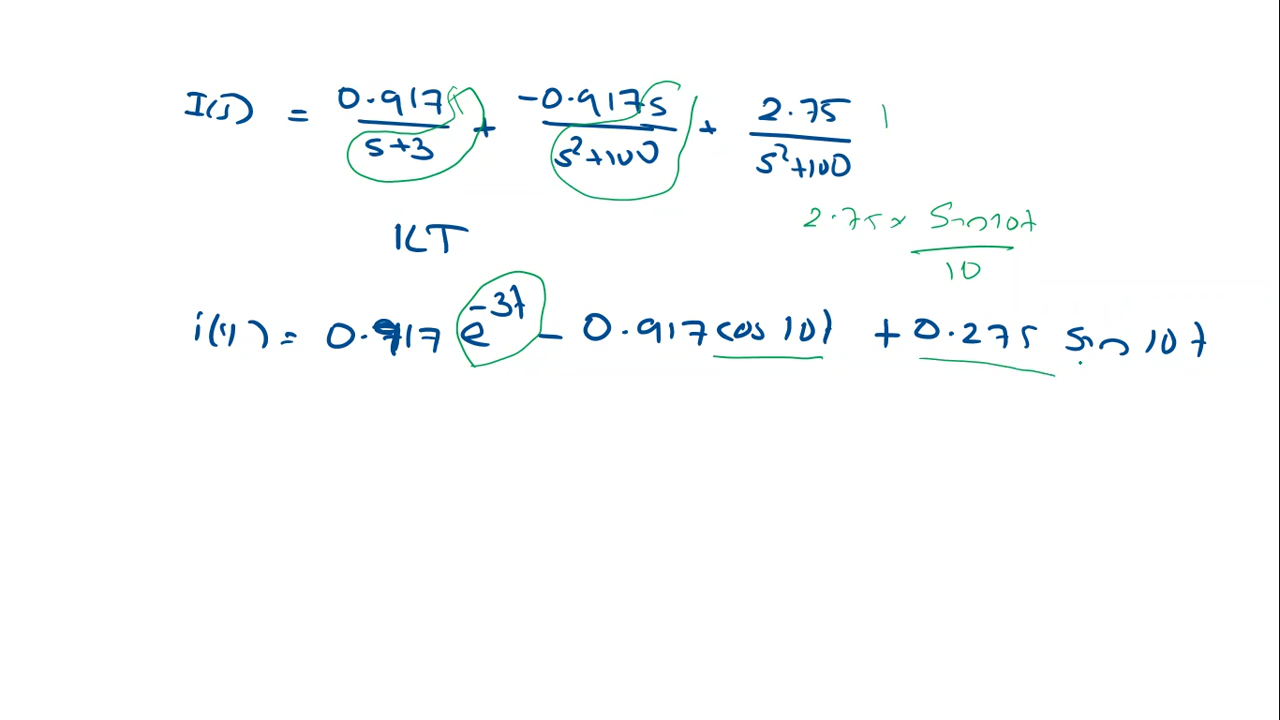 I(s) = 0.917/s+3 + -0.917s/s²+100 + 2.75/s²+100
2.75 x Sin10t/10
ILT
i(t) = 0.917 e^-3t - 0.917 cos 10t + 0.275 sin 10t